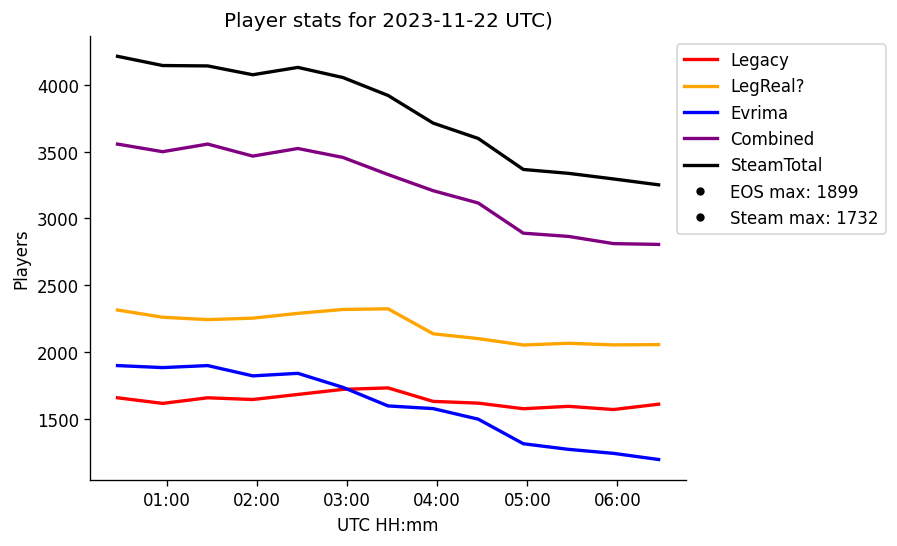 Player stats for 2023-11-22 UTC)
Legacy
LegReal?
Evrima
Combined
SteamTotal
EOS max: 1899
Steam max: 1732
Players
4000
3500
3000
2500
2000
1500
01:00 02:00 03:00 04:00 05:00 06:00
UTC HH:mm